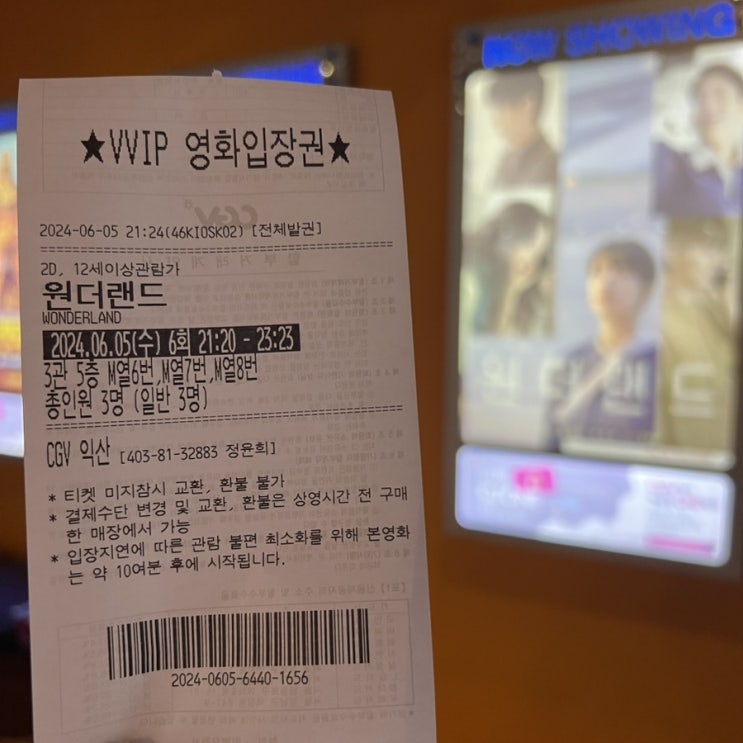 ★VVIP 영화입장권★
2024-06-05 21:24(46KIOSK02) [전체발권]
2D, 12세이상관람가
원더랜드
WONDERLAND
2024.06.05(수) 6회 21:20 - 23:23
3관 5층 M열6번,M열7번,M열8번
총인원 3명 (일반 3명)
CGV 익산 [403-81-32883 정윤희]
* 티켓 미지참시 교환, 환불 불가
* 결제수단 변경 및 교환, 환불은 상영시간 전 구매
한 매장에서 가능
* 입장지연에 따른 관람 불편 최소화를 위해 본영화
는 약 10여분 후에 시작됩니다.
2024-0605-6440-1656
NOW SHOWING
원더랜드